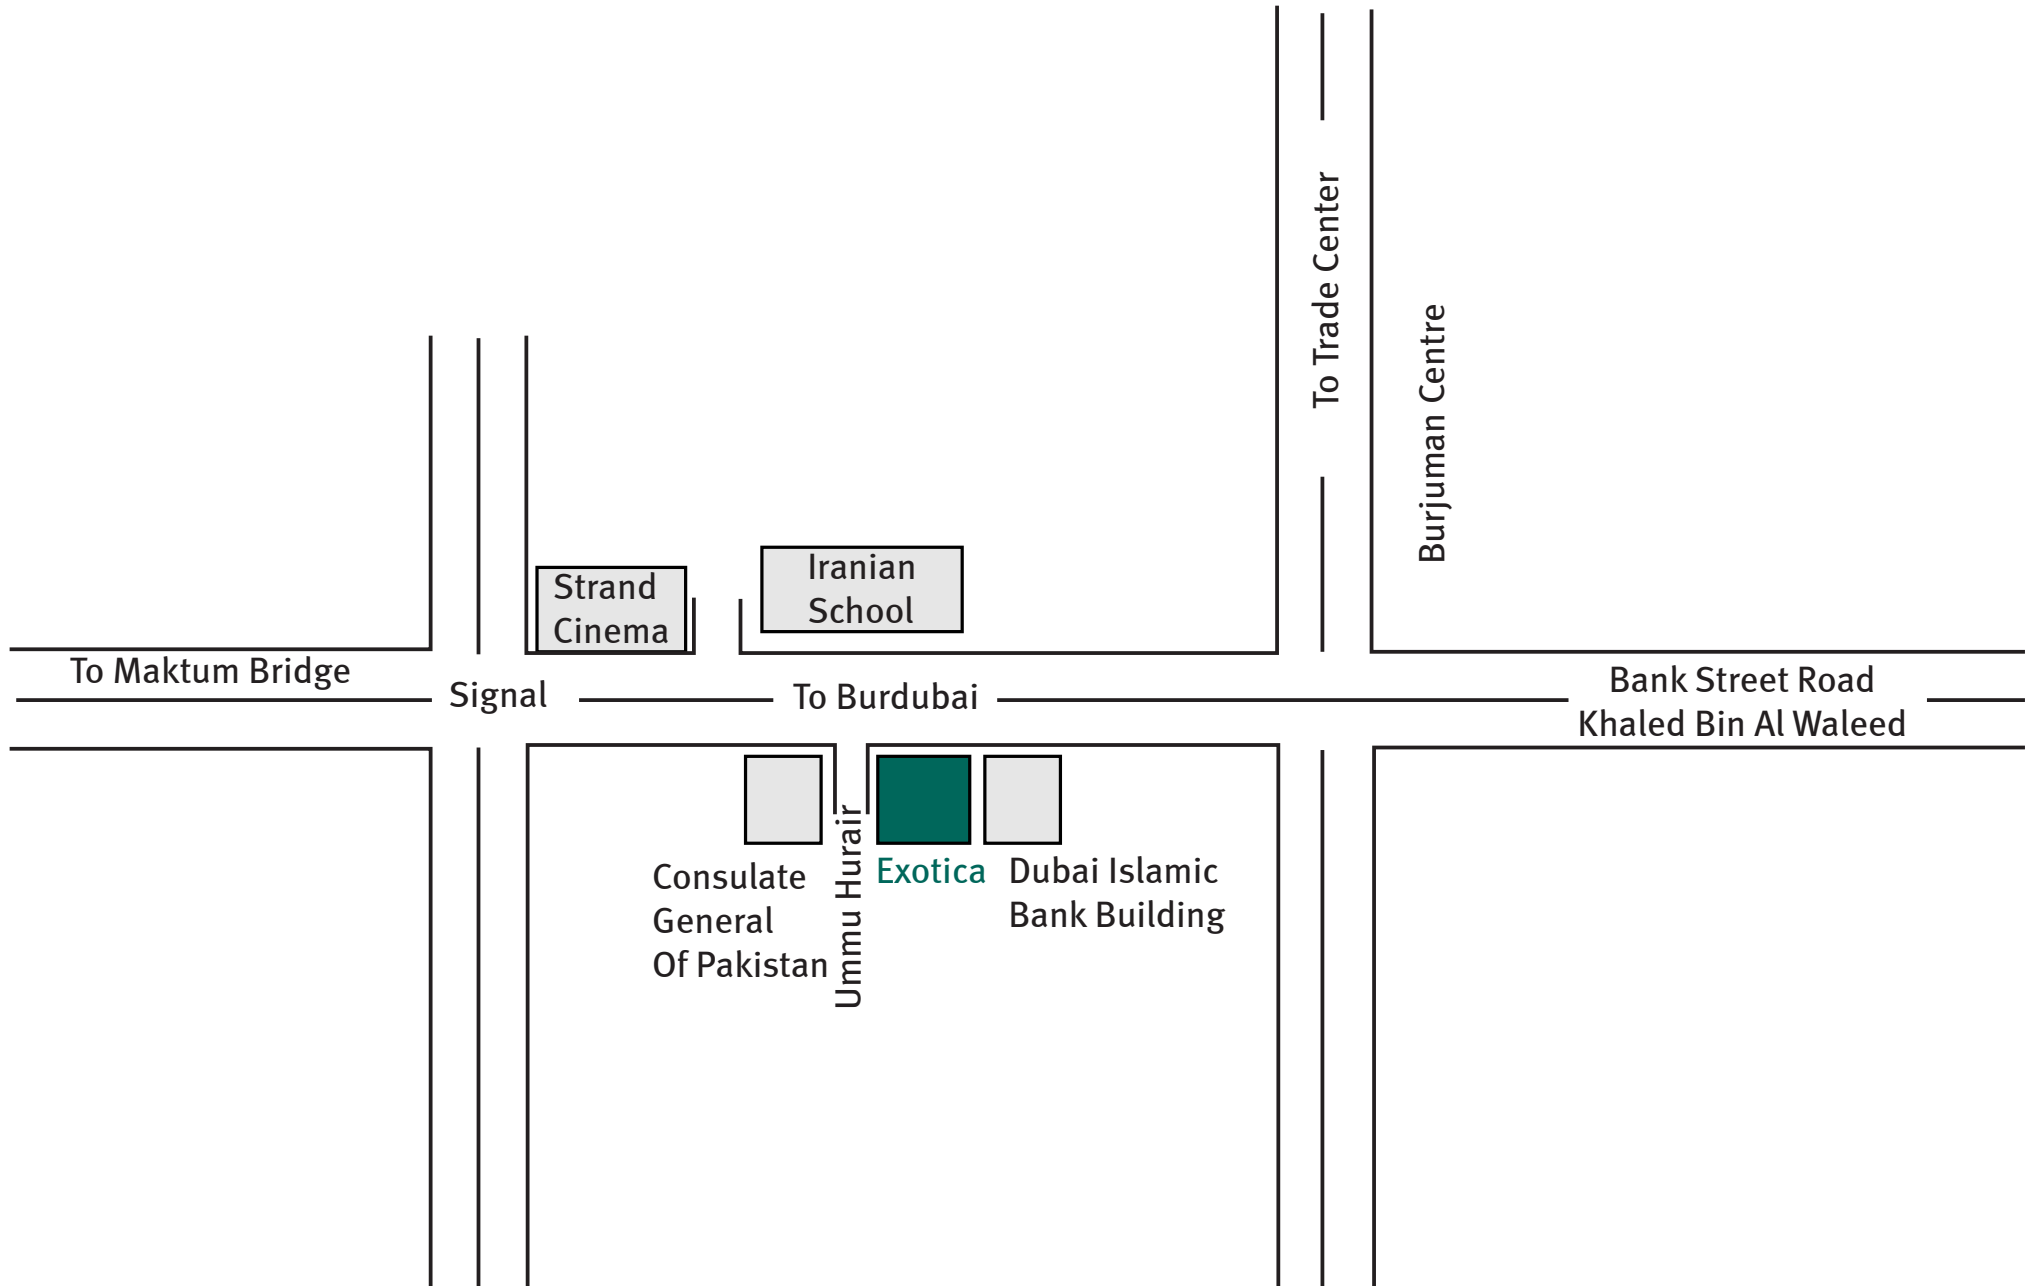 To Trade Center
Burjuman Centre
Strand
Cinema
Iranian
School
To Maktum Bridge
Signal
To Burdubai
Bank Street Road
Khaled Bin Al Waleed
Consulate
General
Of Pakistan
Ummu Hurair
Exotica
Dubai Islamic
Bank Building